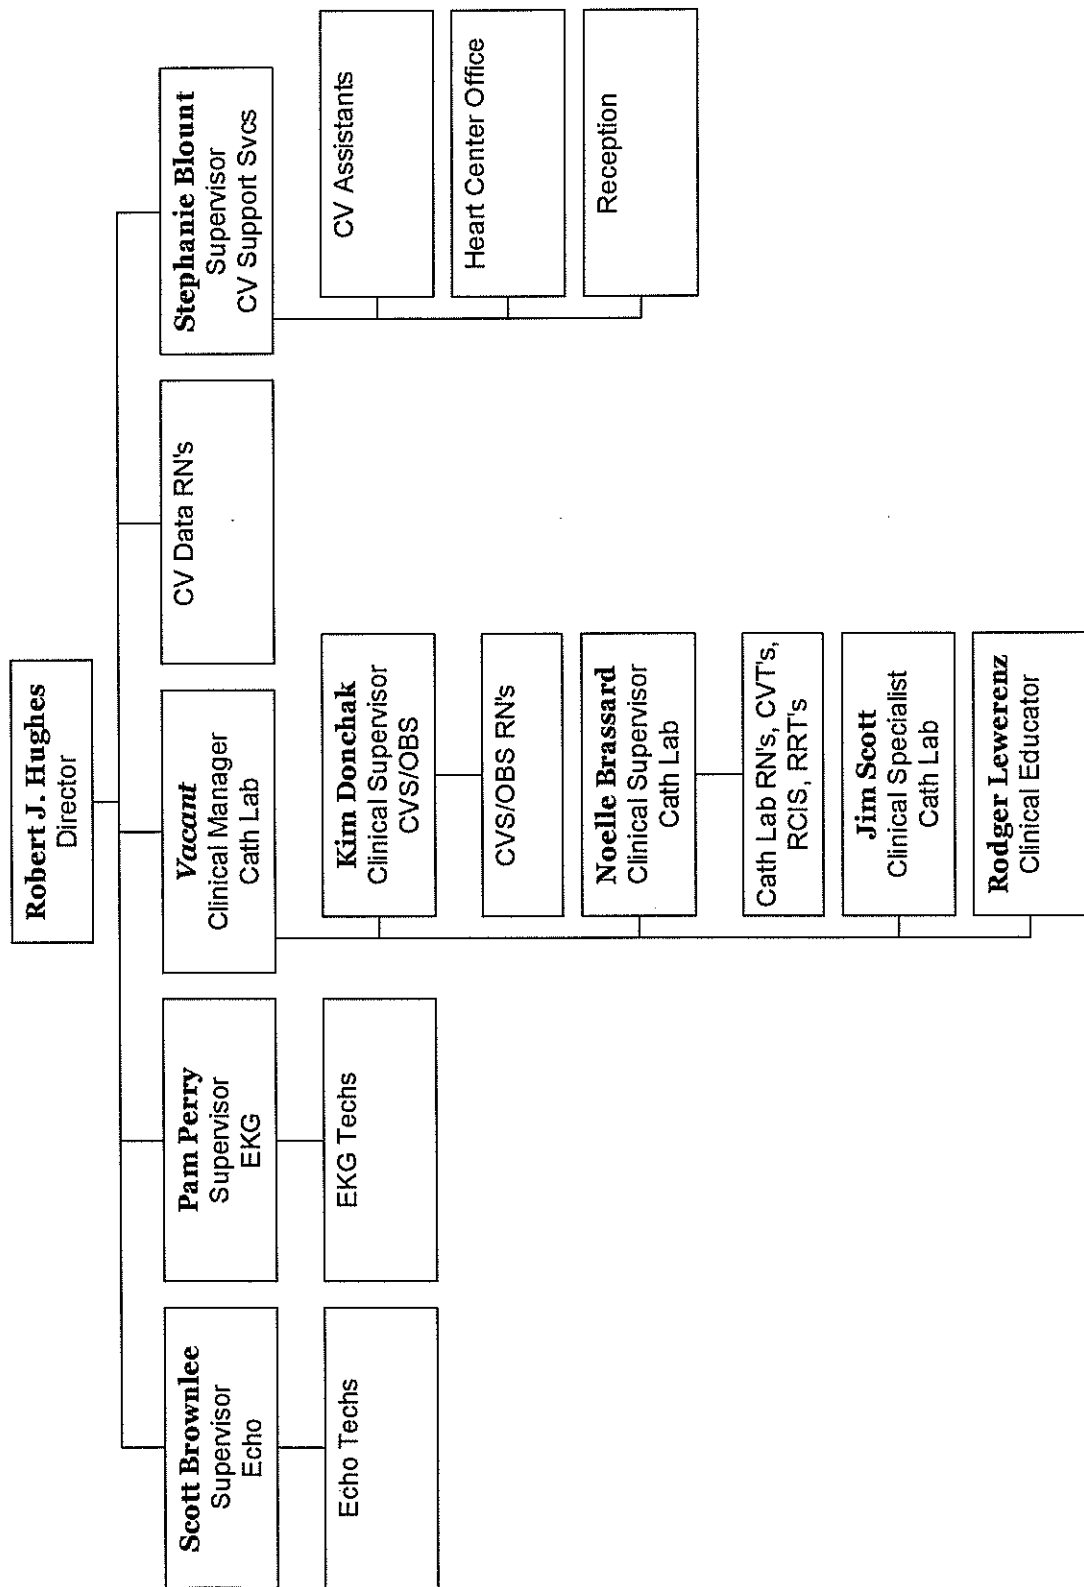 Robert J. Hughes
Director
Scott Brownlee
Supervisor
Echo
Echo Techs
Pam Perry
Supervisor
EKG
EKG Techs
Vacant
Clinical Manager
Cath Lab
Kim Donchak
Clinical Supervisor
CVS/OBS
CVS/OBS RN's
Noelle Brassard
Clinical Supervisor
Cath Lab
Cath Lab RN's, CVT's,
RCIS, RRT's
Jim Scott
Clinical Specialist
Cath Lab
Rodger Lewerenz
Clinical Educator
CV Data RN's
Stephanie Blount
Supervisor
CV Support Svcs
CV Assistants
Heart Center Office
Reception